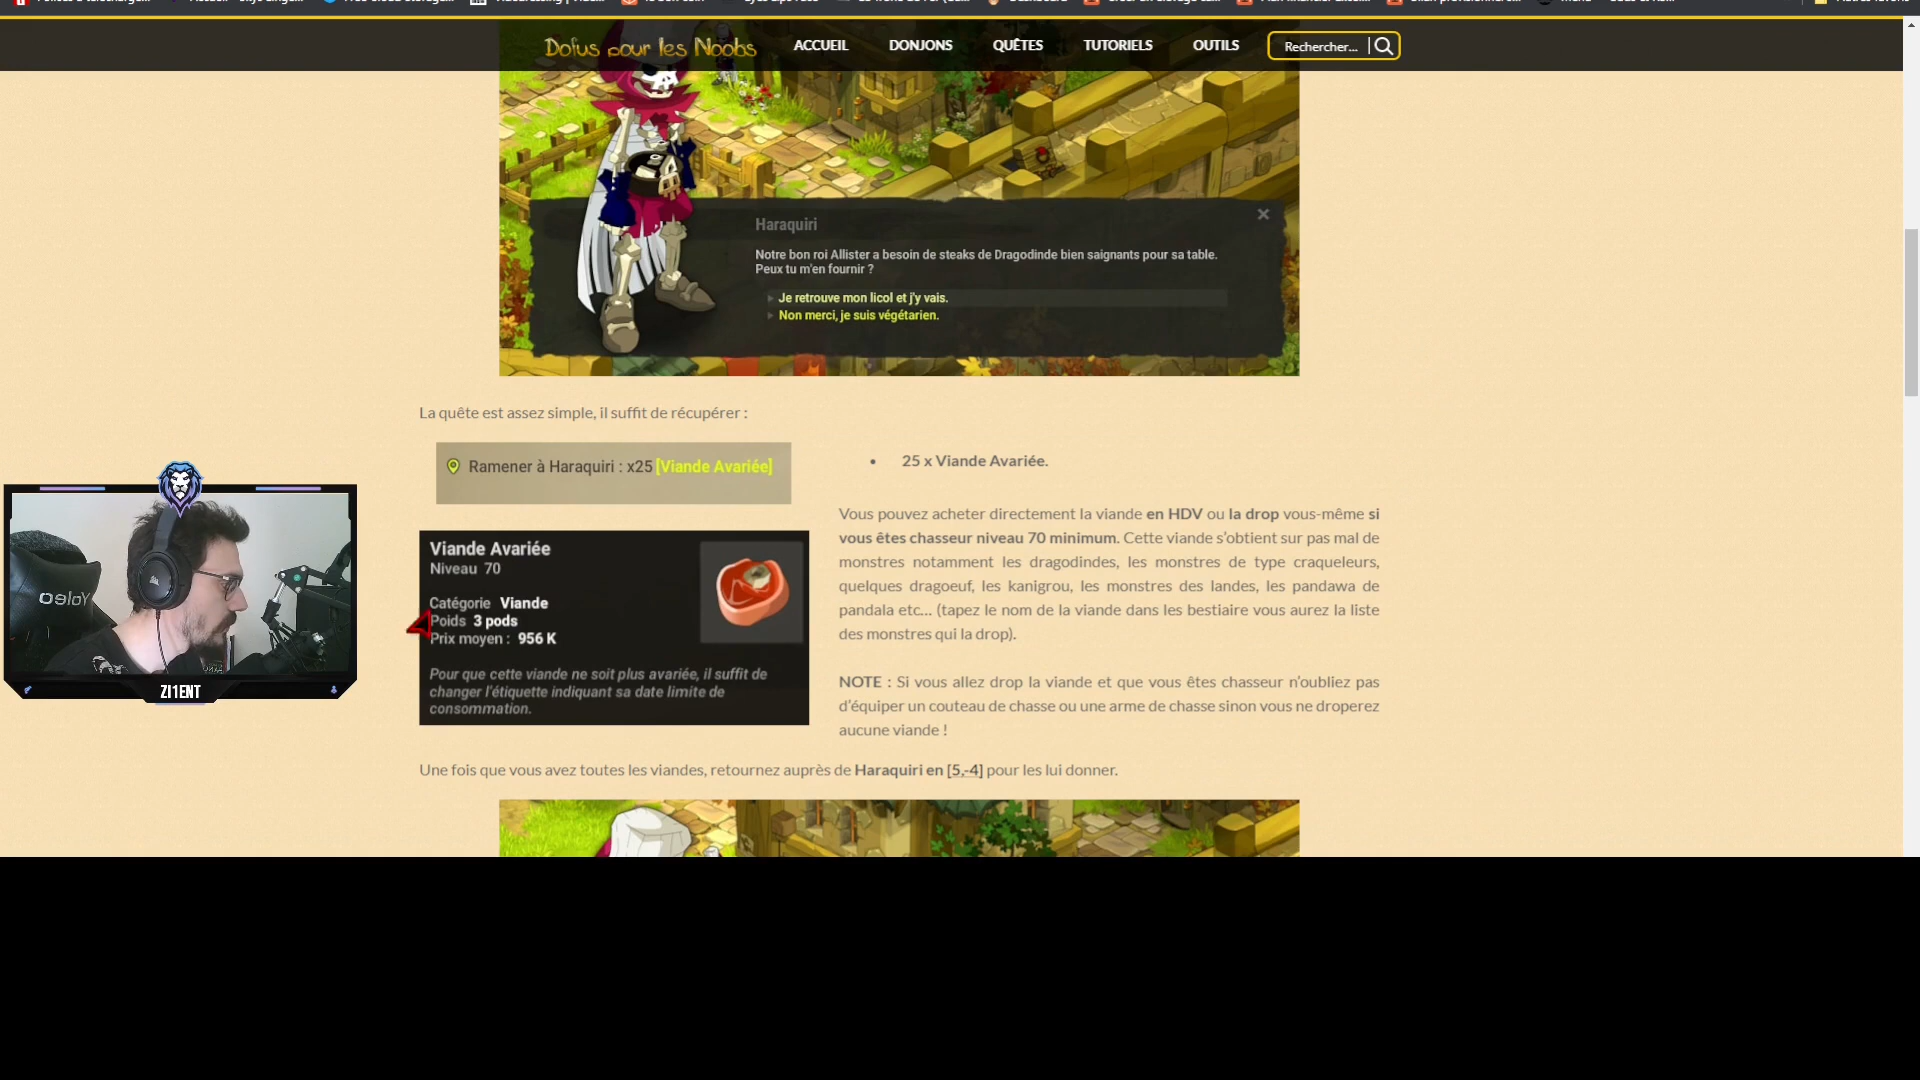 Dofus pour les Noobs
ACCUEIL
DONJONS
QUÊTES
TUTORIELS
OUTILS
Rechercher...
Haraquiri
Notre bon roi Allister a besoin de steaks de Dragodinde bien saignants pour sa table.
Peux tu m'en fournir ?
Je retrouve mon licol et j'y vais.
Non merci, je suis végétarien.
La quête est assez simple, il suffit de récupérer :
Ramener à Haraquiri : x25 [Viande Avariée]
Viande Avariée
Niveau 70
Catégorie Viande
Poids 3 pods
Prix moyen : 956 K
Pour que cette viande ne soit plus avariée, il suffit de
changer l'étiquette indiquant sa date limite de
consommation.
• 25 x Viande Avariée.
Vous pouvez acheter directement la viande en HDV ou la drop vous-même si
vous êtes chasseur niveau 70 minimum. Cette viande s'obtient sur pas mal de
monstres notamment les dragodindes, les monstres de type craqueleurs,
quelques dragoeuf, les kanigrou, les monstres des landes, les pandawa de
pandala etc... (tapez le nom de la viande dans les bestiaire vous aurez la liste
des monstres qui la drop).
NOTE : Si vous allez drop la viande et que vous êtes chasseur n'oubliez pas
d'équiper un couteau de chasse ou une arme de chasse sinon vous ne droperez
aucune viande !
Une fois que vous avez toutes les viandes, retournez auprès de Haraquiri en [5,-4] pour les lui donner.
Yaleo
ZI1ENT